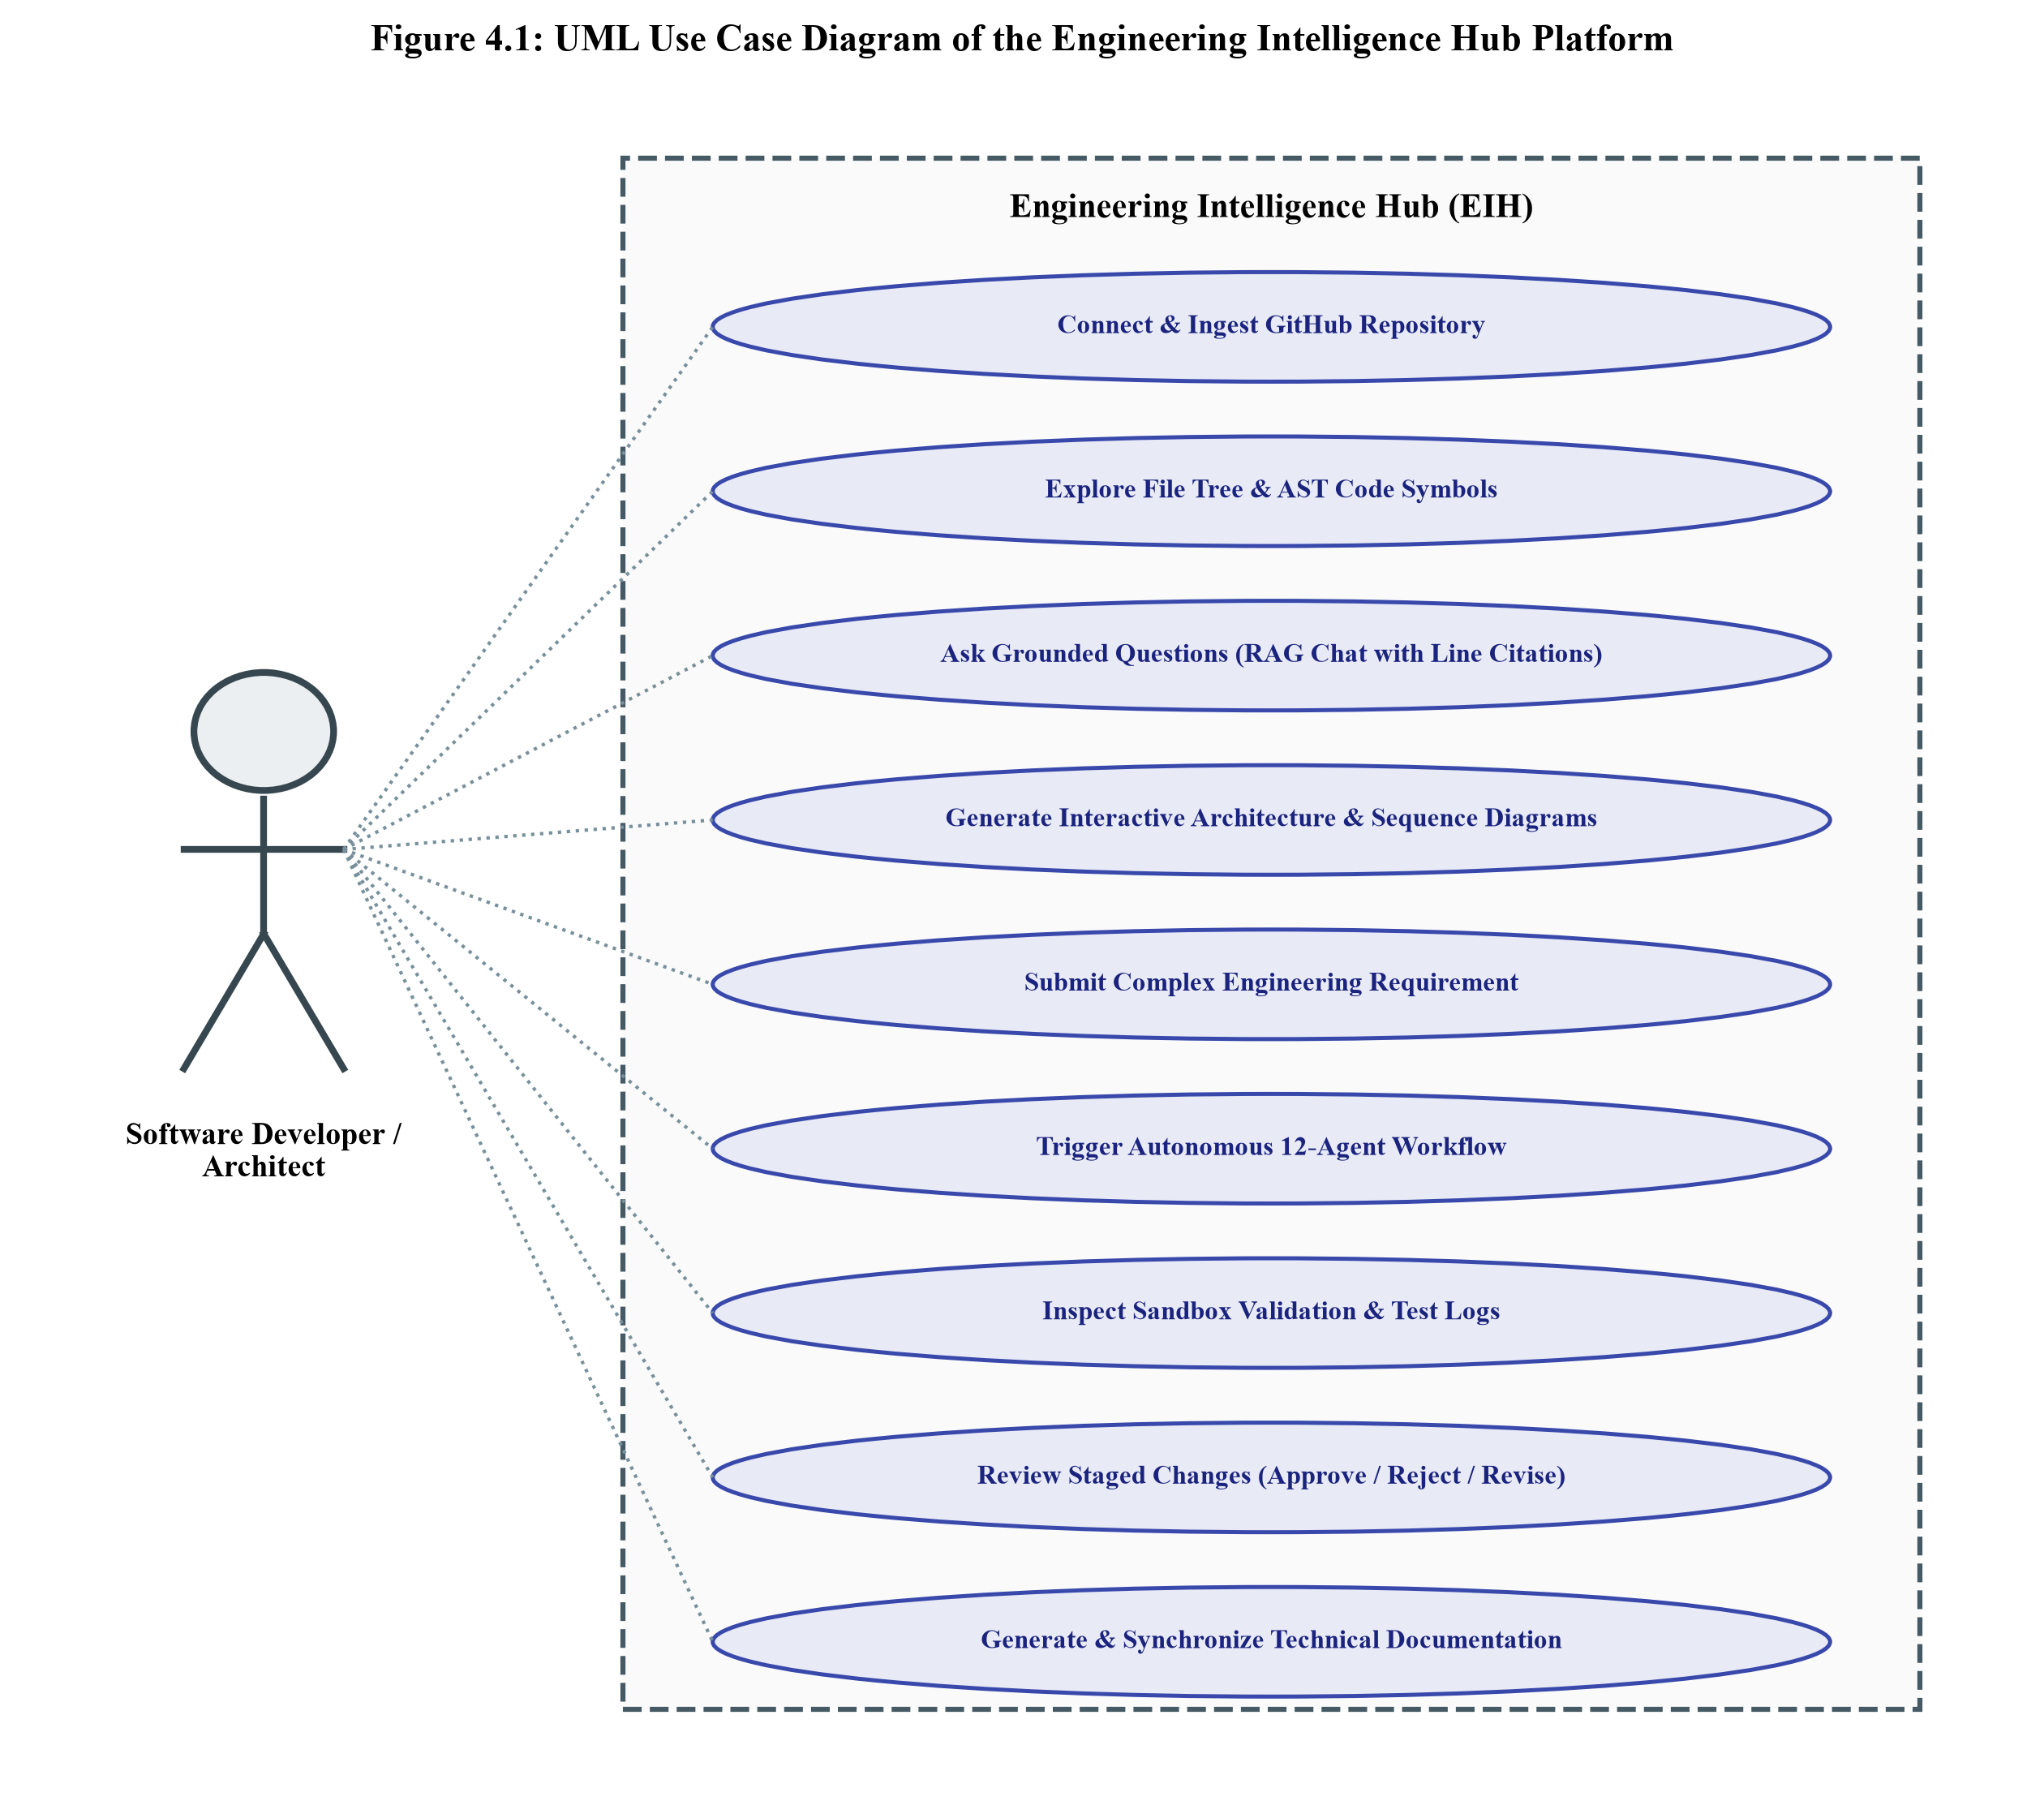 Figure 4.1: UML Use Case Diagram of the Engineering Intelligence Hub Platform
Engineering Intelligence Hub (EIH)
Connect & Ingest GitHub Repository
Explore File Tree & AST Code Symbols
Ask Grounded Questions (RAG Chat with Line Citations)
Generate Interactive Architecture & Sequence Diagrams
Submit Complex Engineering Requirement
Software Developer /
Architect
Trigger Autonomous 12-Agent Workflow
Inspect Sandbox Validation & Test Logs
Review Staged Changes (Approve / Reject / Revise)
Generate & Synchronize Technical Documentation